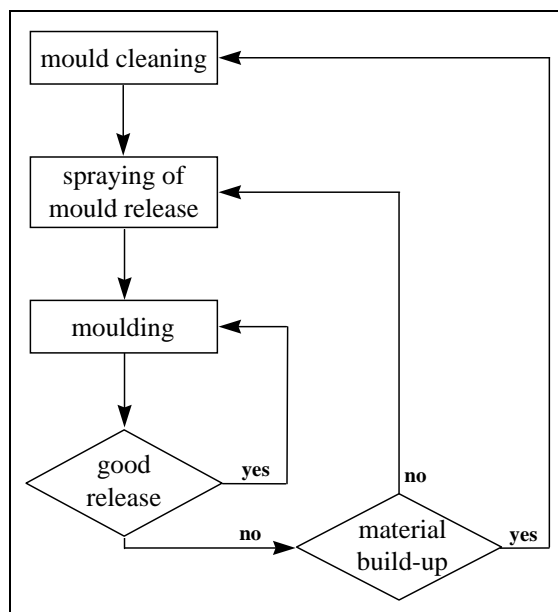 mould cleaning
spraying of
mould release
moulding
good
release
yes
no
no
material
build-up
yes